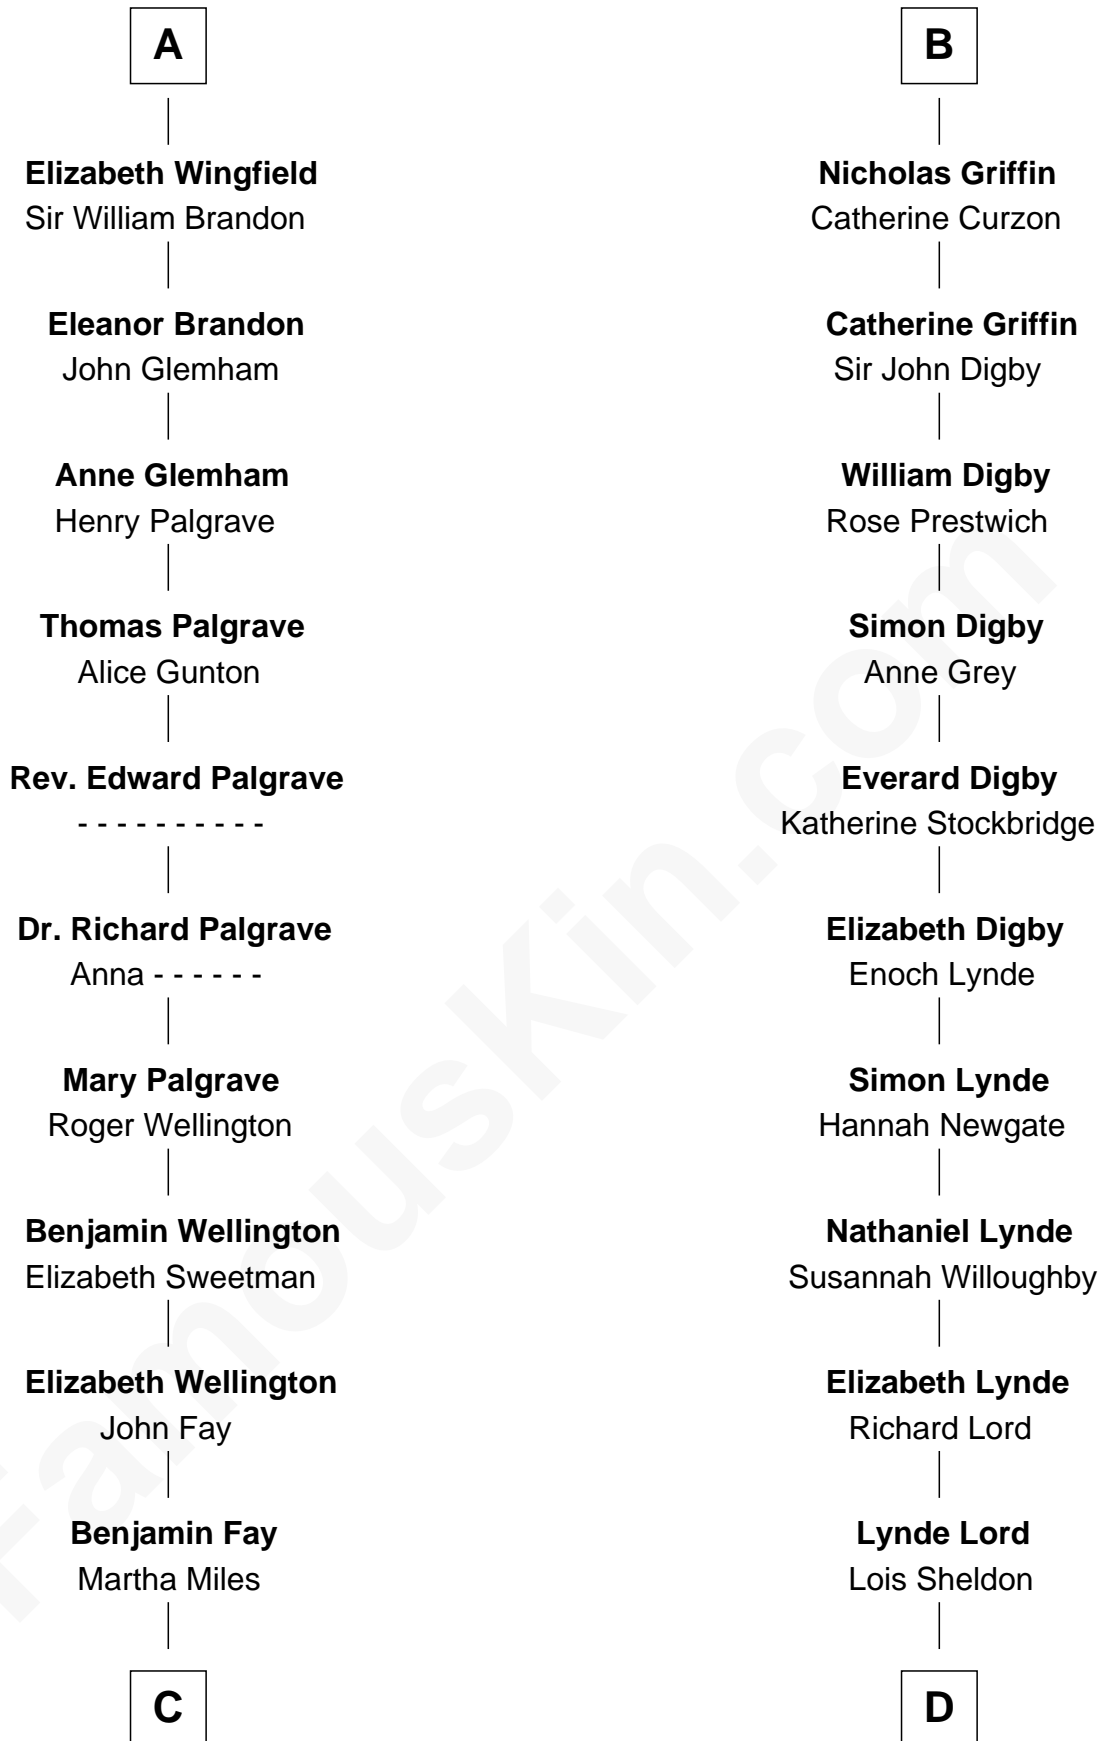 A
Elizabeth Wingfield
Sir William Brandon
Eleanor Brandon
John Glemham
Anne Glemham
Henry Palgrave
Thomas Palgrave
Alice Gunton
Rev. Edward Palgrave
- - - - - - - - - -
Dr. Richard Palgrave
Anna - - - - - -
Mary Palgrave
Roger Wellington
Benjamin Wellington
Elizabeth Sweetman
Elizabeth Wellington
John Fay
Benjamin Fay
Martha Miles
C
B
Nicholas Griffin
Catherine Curzon
Catherine Griffin
Sir John Digby
William Digby
Rose Prestwich
Simon Digby
Anne Grey
Everard Digby
Katherine Stockbridge
Elizabeth Digby
Enoch Lynde
Simon Lynde
Hannah Newgate
Nathaniel Lynde
Susannah Willoughby
Elizabeth Lynde
Richard Lord
Lynde Lord
Lois Sheldon
D
FamousKin.com